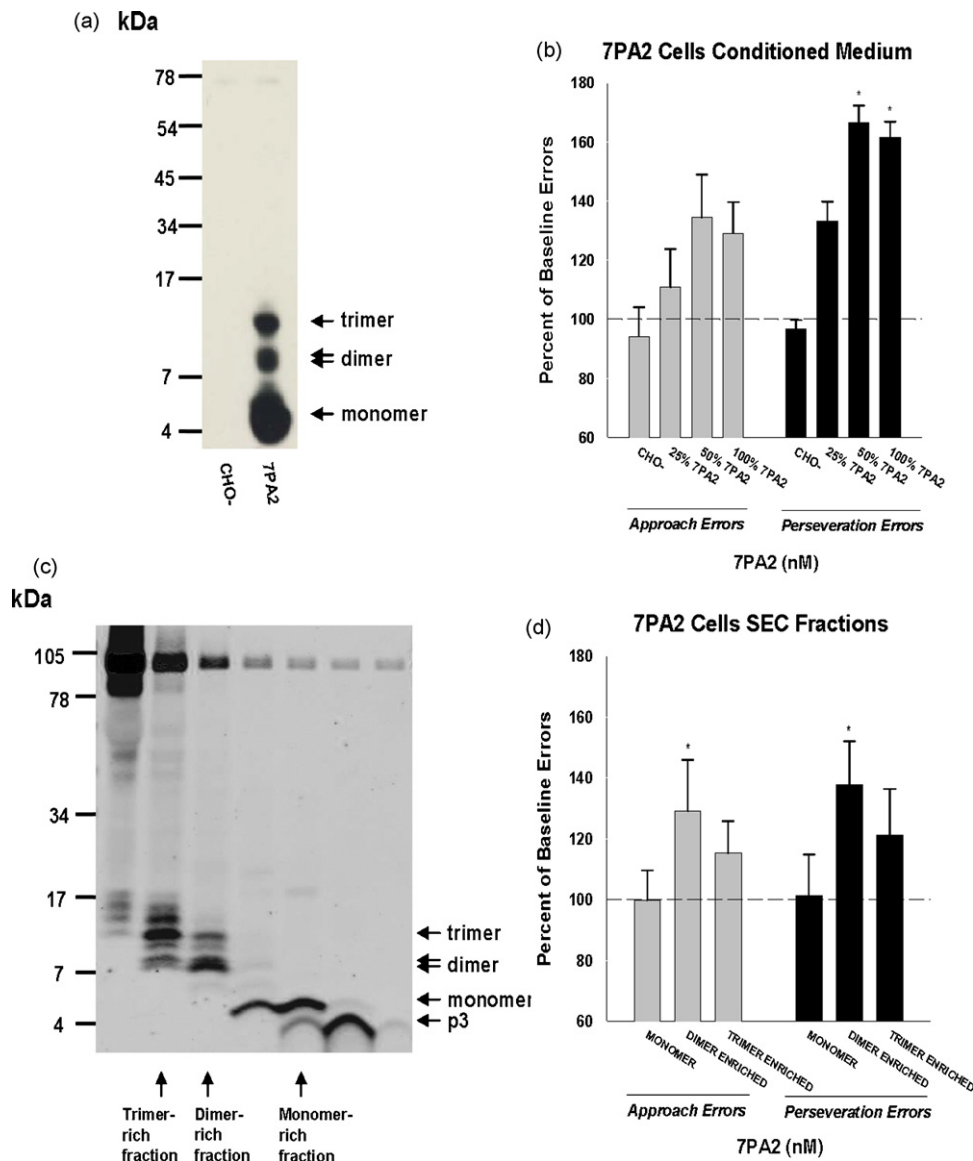 (a) kDa
78
54
45
34
17
7
4
trimer
dimer
monomer
CHO-
7PA2
(b)
7PA2 Cells Conditioned Medium
Percent of Baseline Errors
180
160
140
120
100
80
60
*
*
CHO-
25% 7PA2
50% 7PA2
100% 7PA2
CHO-
25% 7PA2
50% 7PA2
100% 7PA2
Approach Errors
Perseveration Errors
7PA2 (nM)
(c)
kDa
105
78
34
17
7
4
trimer
dimer
monomer
p3
Trimer-
rich
fraction
Dimer-
rich
fraction
Monomer-
rich
fraction
(d)
7PA2 Cells SEC Fractions
Percent of Baseline Errors
180
160
140
120
100
80
60
*
*
MONOMER
DIMER ENRICHED
TRIMER ENRICHED
MONOMER
DIMER ENRICHED
TRIMER ENRICHED
Approach Errors
Perseveration Errors
7PA2 (nM)